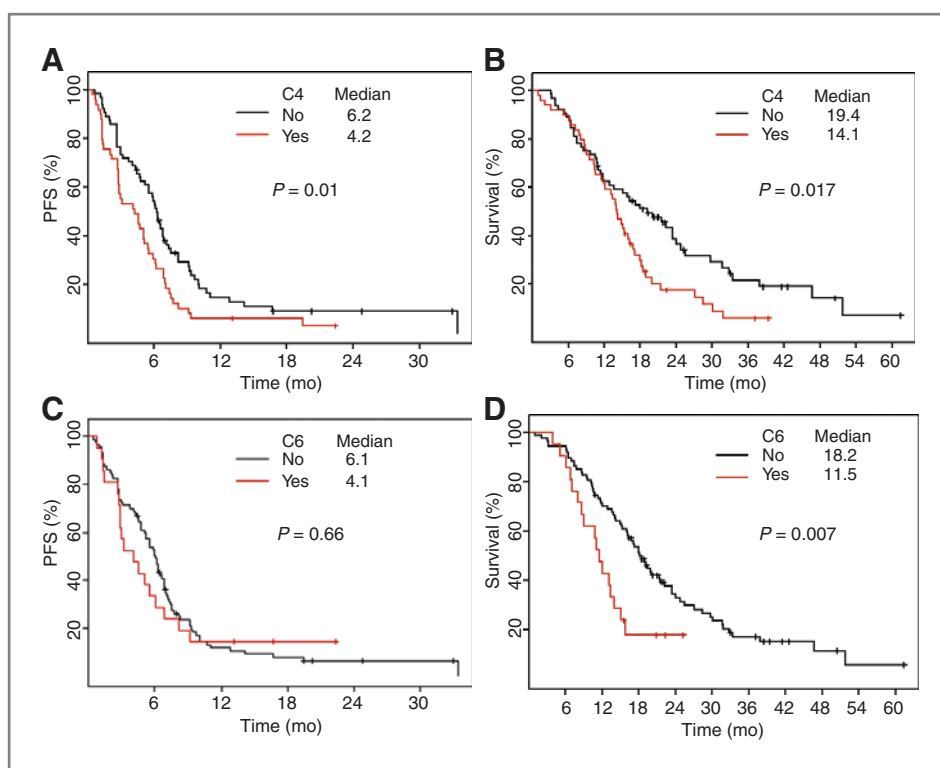 A
C4 Median
No 6.2
Yes 4.2
P = 0.01
PFS (%)
100
80
60
40
20
6 12 18 24 30
Time (mo)
B
C4 Median
No 19.4
Yes 14.1
P = 0.017
Survival (%)
100
80
60
40
20
6 12 18 24 30 36 42 48 54 60
Time (mo)
C
C6 Median
No 6.1
Yes 4.1
P = 0.66
PFS (%)
100
80
60
40
20
6 12 18 24 30
Time (mo)
D
C6 Median
No 18.2
Yes 11.5
P = 0.007
Survival (%)
100
80
60
40
20
6 12 18 24 30 36 42 48 54 60
Time (mo)